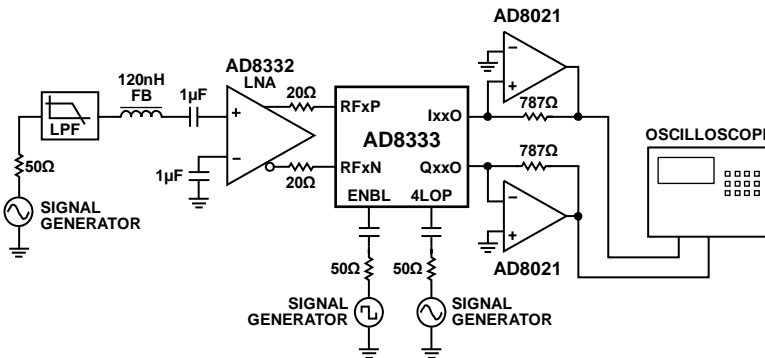 AD8021
120nH
FB
AD8332
LNA
1µF
20Ω
RFxP
IxxO
787Ω
LPF
AD8333
OSCILLOSCOPE
50Ω
1µF
20Ω
RFxN
QxxO
787Ω
ENBL
4LOP
SIGNAL
GENERATOR
50Ω
50Ω
AD8021
SIGNAL
GENERATOR
SIGNAL
GENERATOR